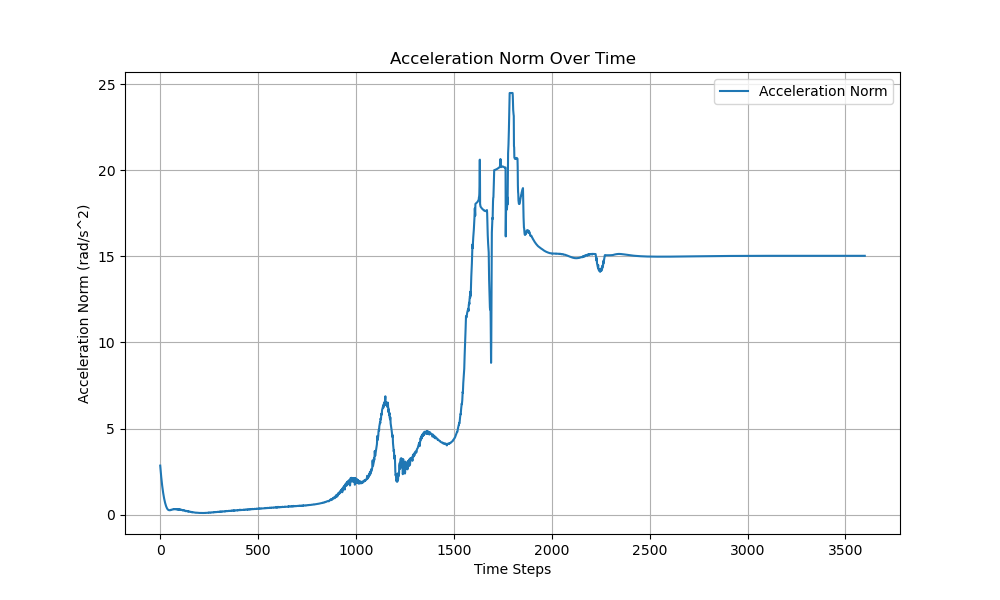 Acceleration Norm Over Time
Acceleration Norm
Acceleration Norm (rad/s^2)
25
20
15
10
5
0
0 500 1000 1500 2000 2500 3000 3500
Time Steps